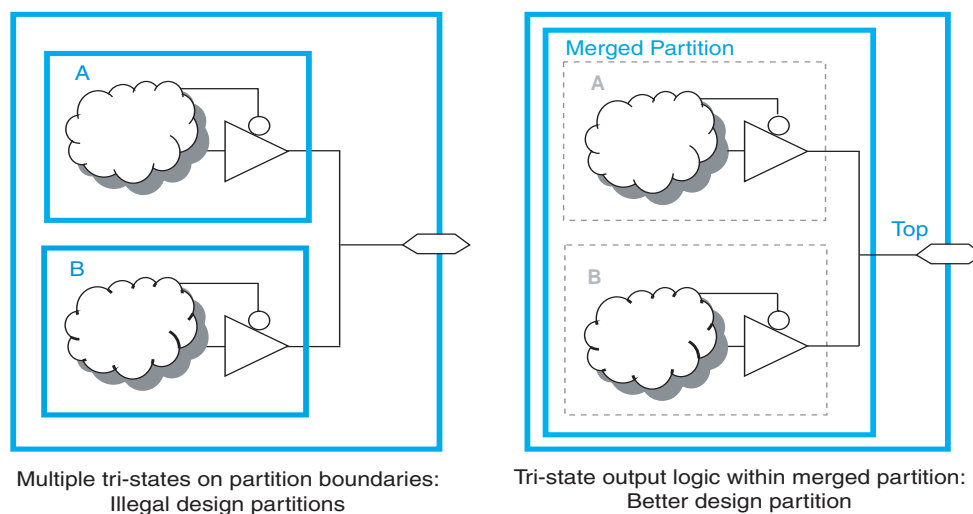 A
B
Multiple tri-states on partition boundaries:
Illegal design partitions
Merged Partition
A
B
Top
Tri-state output logic within merged partition:
Better design partition